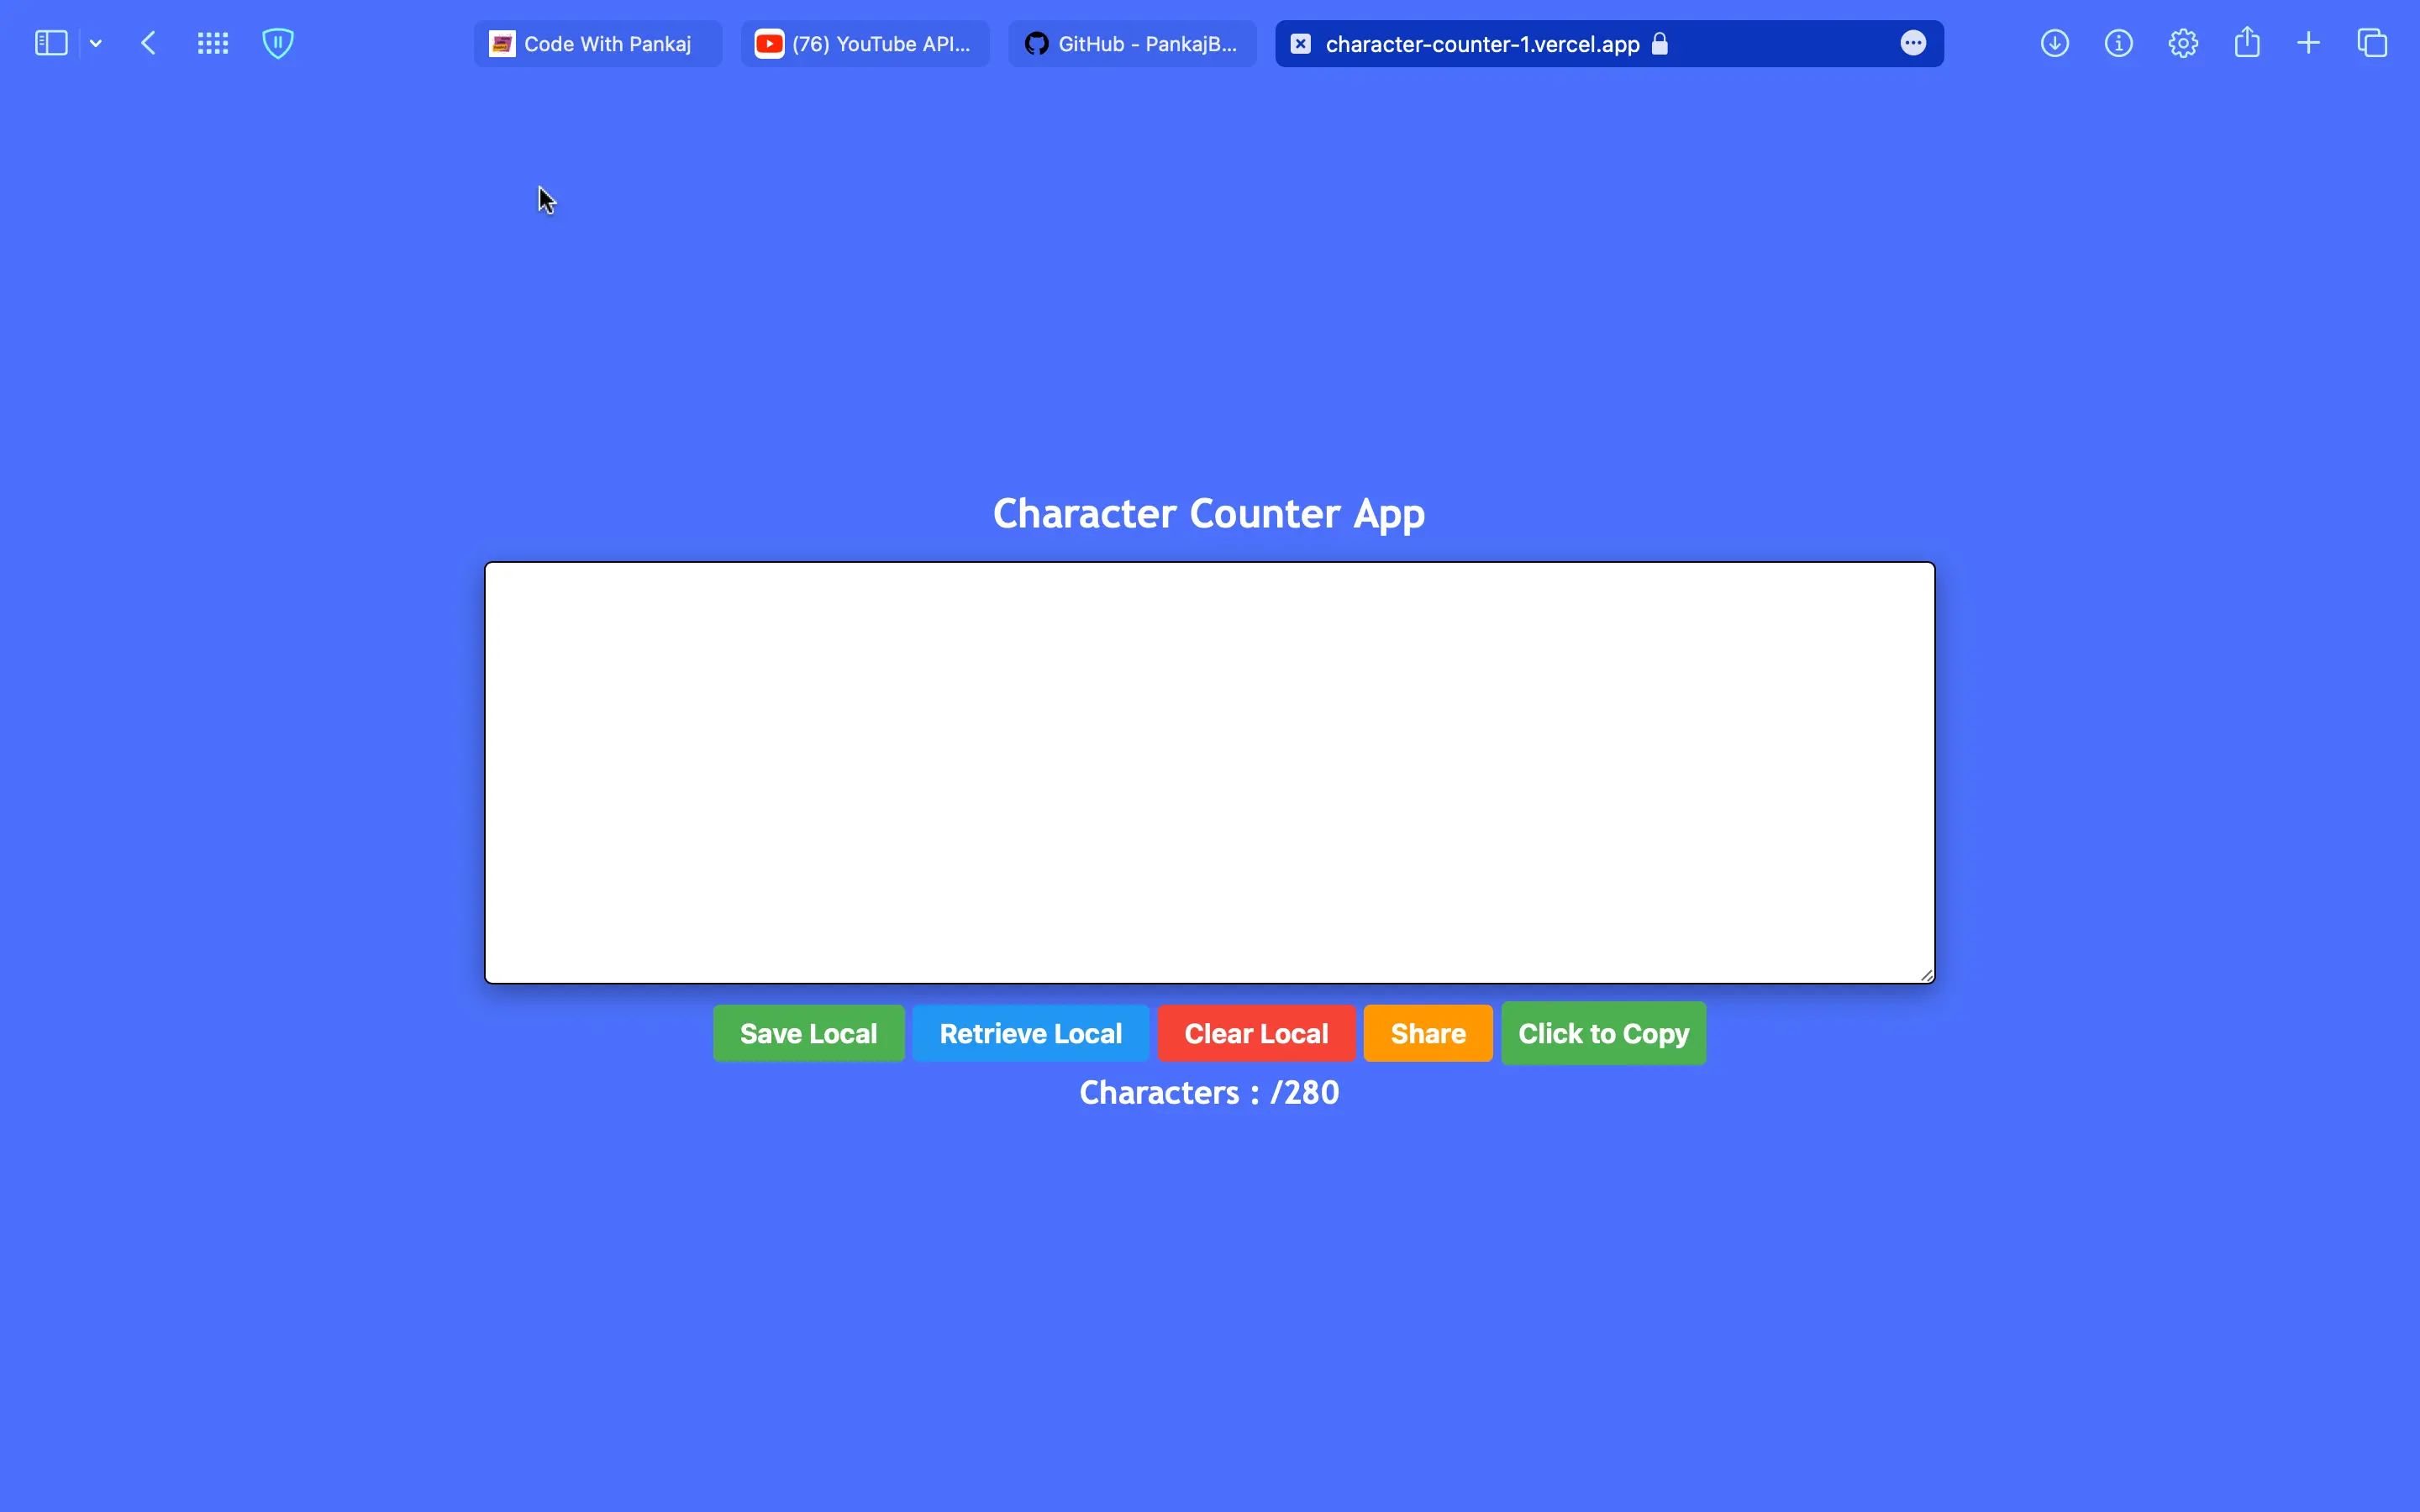 Code With Pankaj
(76) YouTube API...
GitHub - PankajB...
character-counter-1.vercel.app
Character Counter App
Save Local
Retrieve Local
Clear Local
Share
Click to Copy
Characters : /280